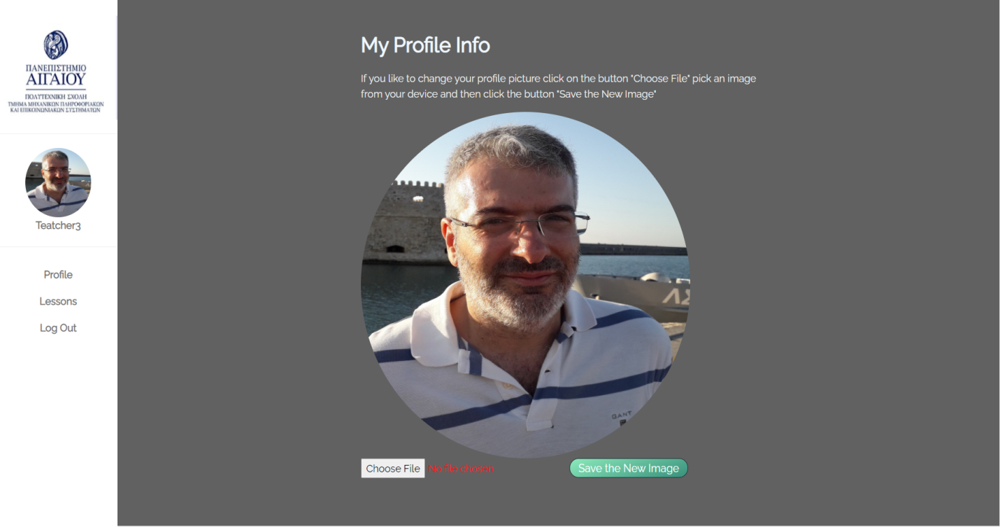 ΠΑΝΕΠΙΣΤΗΜΙΟ
ΑΙΓΑΙΟΥ
ΠΟΛΥΤΕΧΝΙΚΗ ΣΧΟΛΗ
ΤΜΗΜΑ ΜΗΧΑΝΙΚΩΝ ΠΛΗΡΟΦΟΡΙΑΚΩΝ
ΚΑΙ ΕΠΙΚΟΙΝΩΝΙΑΚΩΝ ΣΥΣΤΗΜΑΤΩΝ
Teatcher3
Profile
Lessons
Log Out
My Profile Info
If you like to change your profile picture click on the button "Choose File" pick an image
from your device and then click the button "Save the New Image"
ΛΣ
GANT
Choose File No file chosen
Save the New Image